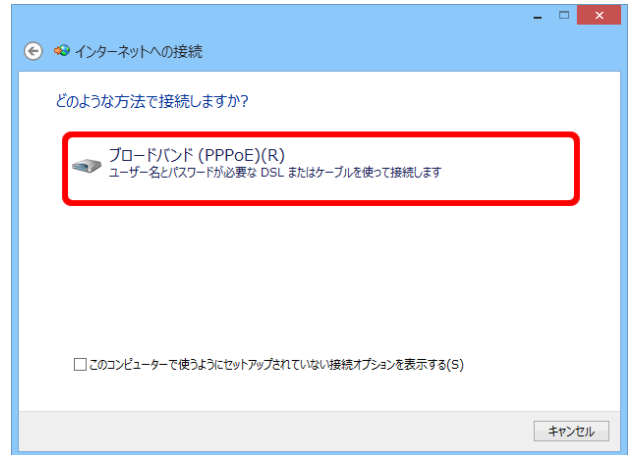 インターネットへの接続
どのような方法で接続しますか?
ブロードバンド (PPPoE)(R)
ユーザー名とパスワードが必要な DSL またはケーブルを使って接続します
このコンピューターで使うようにセットアップされていない接続オプションを表示する(S)
キャンセル